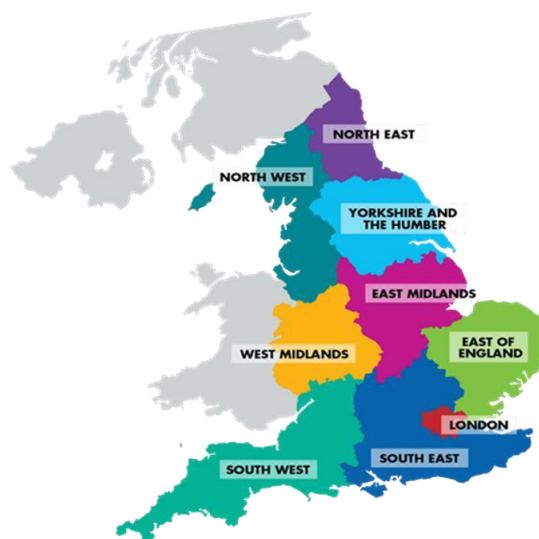 NORTH EAST
NORTH WEST
YORKSHIRE AND
THE HUMBER
EAST MIDLANDS
EAST OF
ENGLAND
WEST MIDLANDS
LONDON
SOUTH EAST
SOUTH WEST